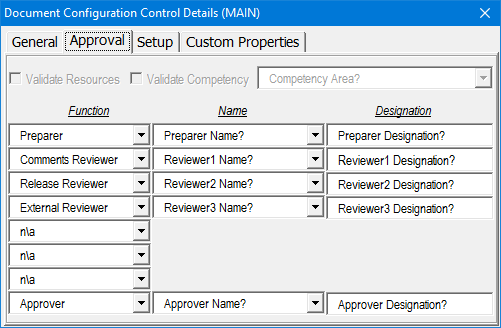 Document Configuration Control Details (MAIN)
General Approval Setup Custom Properties
Validate Resources Validate Competency Competency Area?
Function Name Designation
Preparer Preparer Name? Preparer Designation?
Comments Reviewer Reviewer1 Name? Reviewer1 Designation?
Release Reviewer Reviewer2 Name? Reviewer2 Designation?
External Reviewer Reviewer3 Name? Reviewer3 Designation?
n\a
n\a
n\a
Approver Approver Name? Approver Designation?